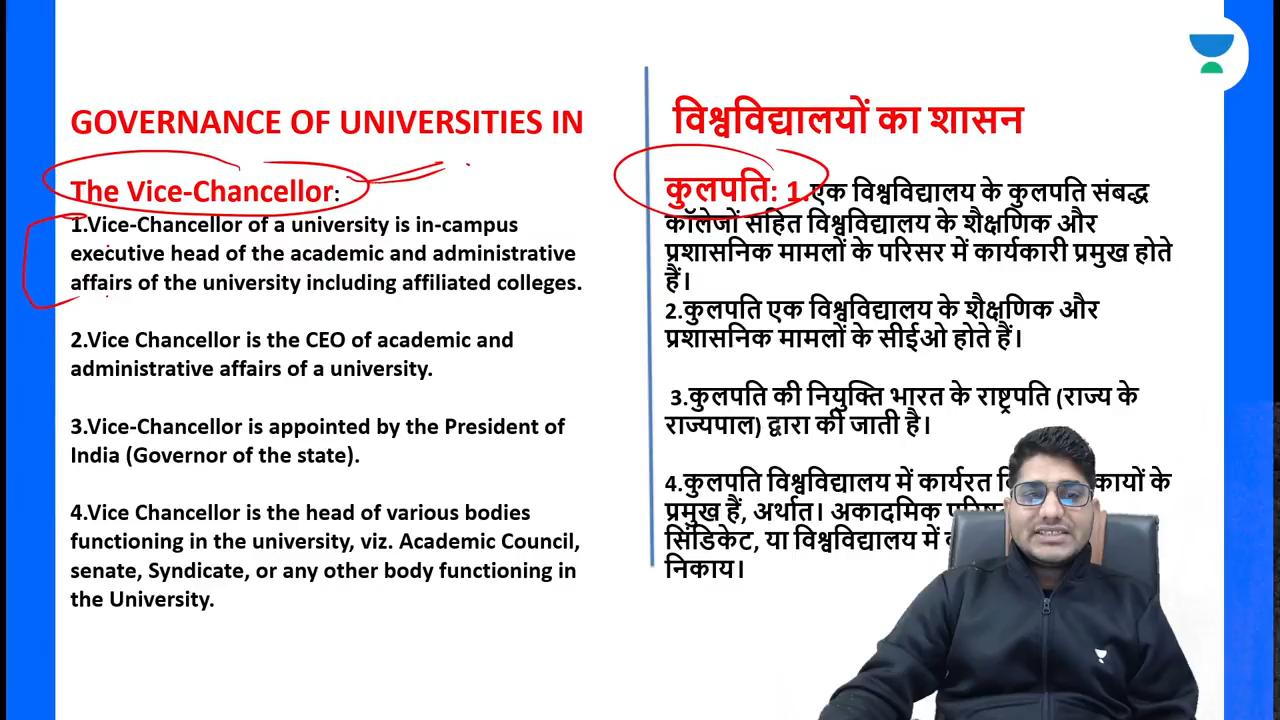 GOVERNANCE OF UNIVERSITIES IN
The Vice-Chancellor:
1.Vice-Chancellor of a university is in-campus
executive head of the academic and administrative
affairs of the university including affiliated colleges.
2.Vice Chancellor is the CEO of academic and
administrative affairs of a university.
3.Vice-Chancellor is appointed by the President of
India (Governor of the state).
4.Vice Chancellor is the head of various bodies
functioning in the university, viz. Academic Council,
senate, Syndicate, or any other body functioning in
the University.
विश्वविद्यालयों का शासन
कुलपति: 1.एक विश्वविद्यालय के कुलपति संबद्ध
कॉलेजों सहित विश्वविद्यालय के शैक्षणिक और
प्रशासनिक मामलों के परिसर में कार्यकारी प्रमुख होते
हैं।
2.कुलपति एक विश्वविद्यालय के शैक्षणिक और
प्रशासनिक मामलों के सीईओ होते हैं।
3.कुलपति की नियुक्ति भारत के राष्ट्रपति (राज्य के
राज्यपाल) द्वारा की जाती है।
4.कुलपति विश्वविद्यालय में कार्यरत के
प्रमुख हैं, अर्थात। अकादमिक
सिंडिकेट, या विश्वविद्यालय में
निकाय।